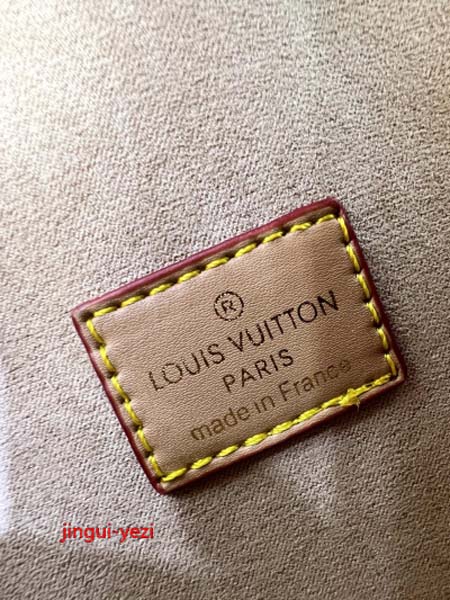 ®
LOUIS VUITTON
PARIS
made in France
jingui-yezi